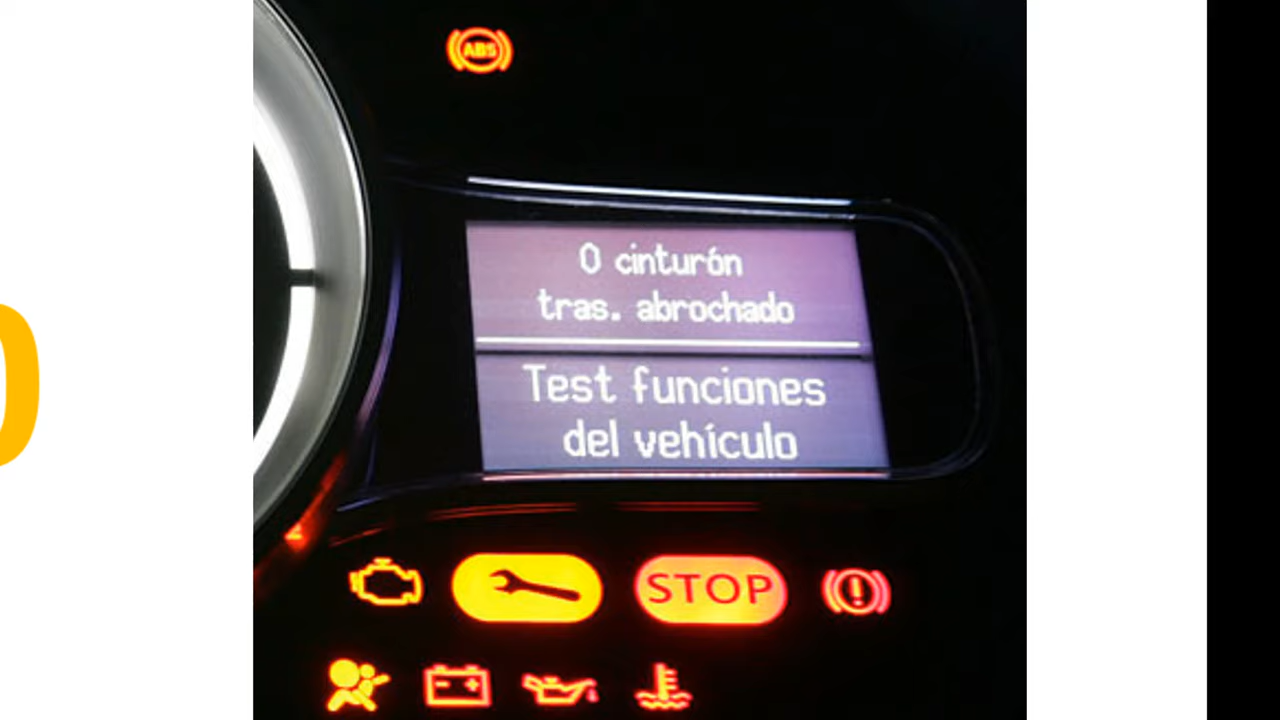 ABS
0 cinturón
tras. abrochado
Test funciones
del vehículo
STOP